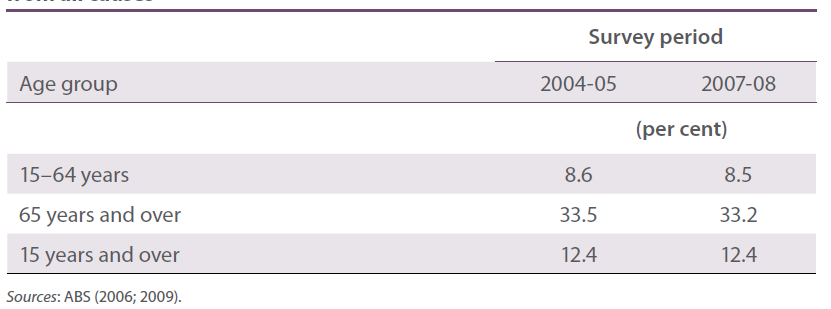 Survey period
Age group 2004-05 2007-08
(per cent)
15–64 years 8.6 8.5
65 years and over 33.5 33.2
15 years and over 12.4 12.4
Sources: ABS (2006; 2009).